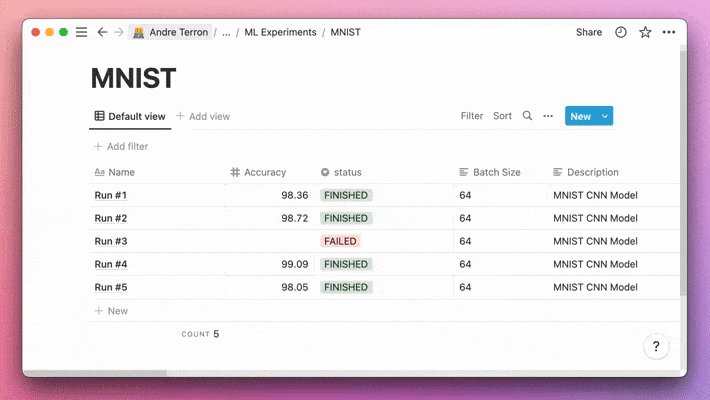 Andre Terron / ... / ML Experiments / MNIST Share
MNIST
Default view Add view Filter Sort New
Add filter
Aa Name Accuracy status Batch Size Description
Run #1 98.36 FINISHED 64 MNIST CNN Model
Run #2 98.72 FINISHED 64 MNIST CNN Model
Run #3 FAILED 64 MNIST CNN Model
Run #4 99.09 FINISHED 64 MNIST CNN Model
Run #5 98.05 FINISHED 64 MNIST CNN Model
New
COUNT 5
?